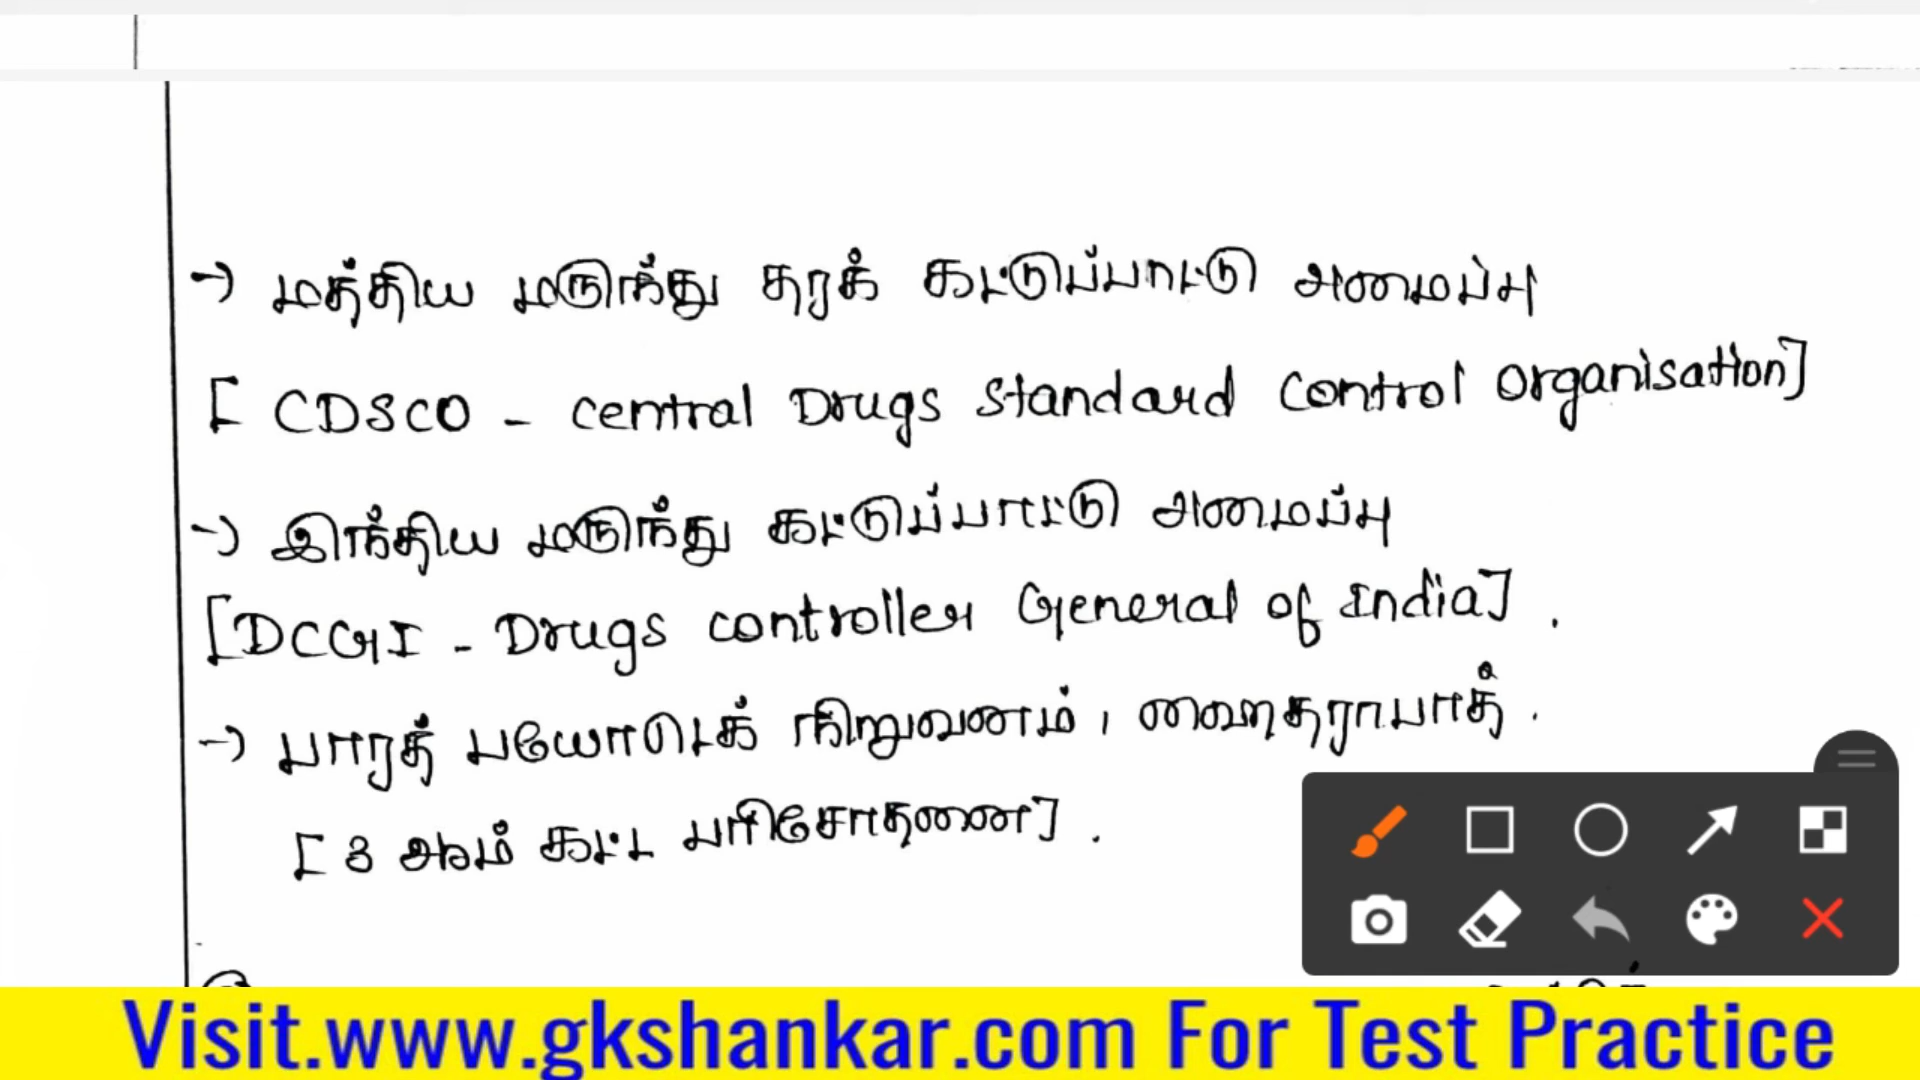 → மத்திய மருந்து தரக் கட்டுப்பாட்டு அமைப்பு
[ CDSCO - Central Drugs Standard Control Organisation]
→ இந்திய மருந்து கட்டுப்பாட்டு அமைப்பு
[DCGI - Drugs controller General of India] .
→ பாரத் பயோடெக் நிறுவனம், ஹைதராபாத் .
[ 3 ஆம் கட்ட பரிசோதனை] .
Visit.www.gkshankar.com For Test Practice